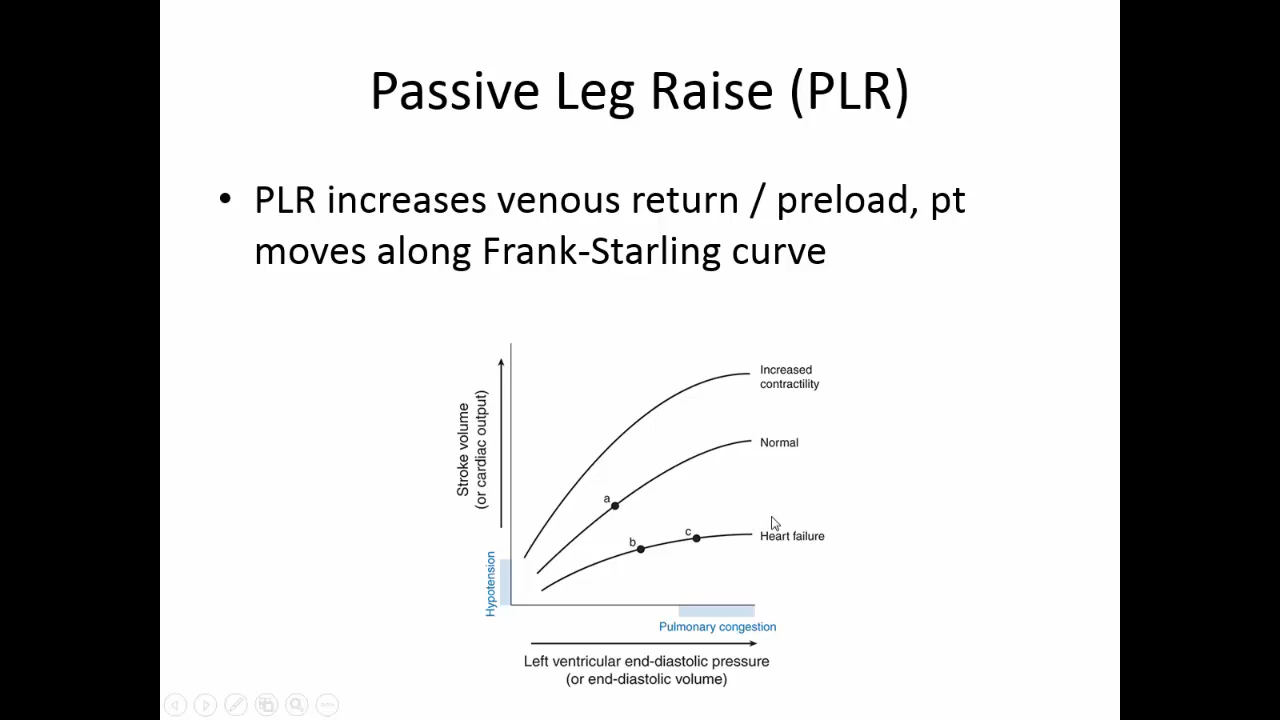 Passive Leg Raise (PLR)
• PLR increases venous return / preload, pt
moves along Frank-Starling curve
Stroke volume
(or cardiac output)
Hypotension
Increased
contractility
Normal
a
b
c
Heart failure
Pulmonary congestion
Left ventricular end-diastolic pressure
(or end-diastolic volume)